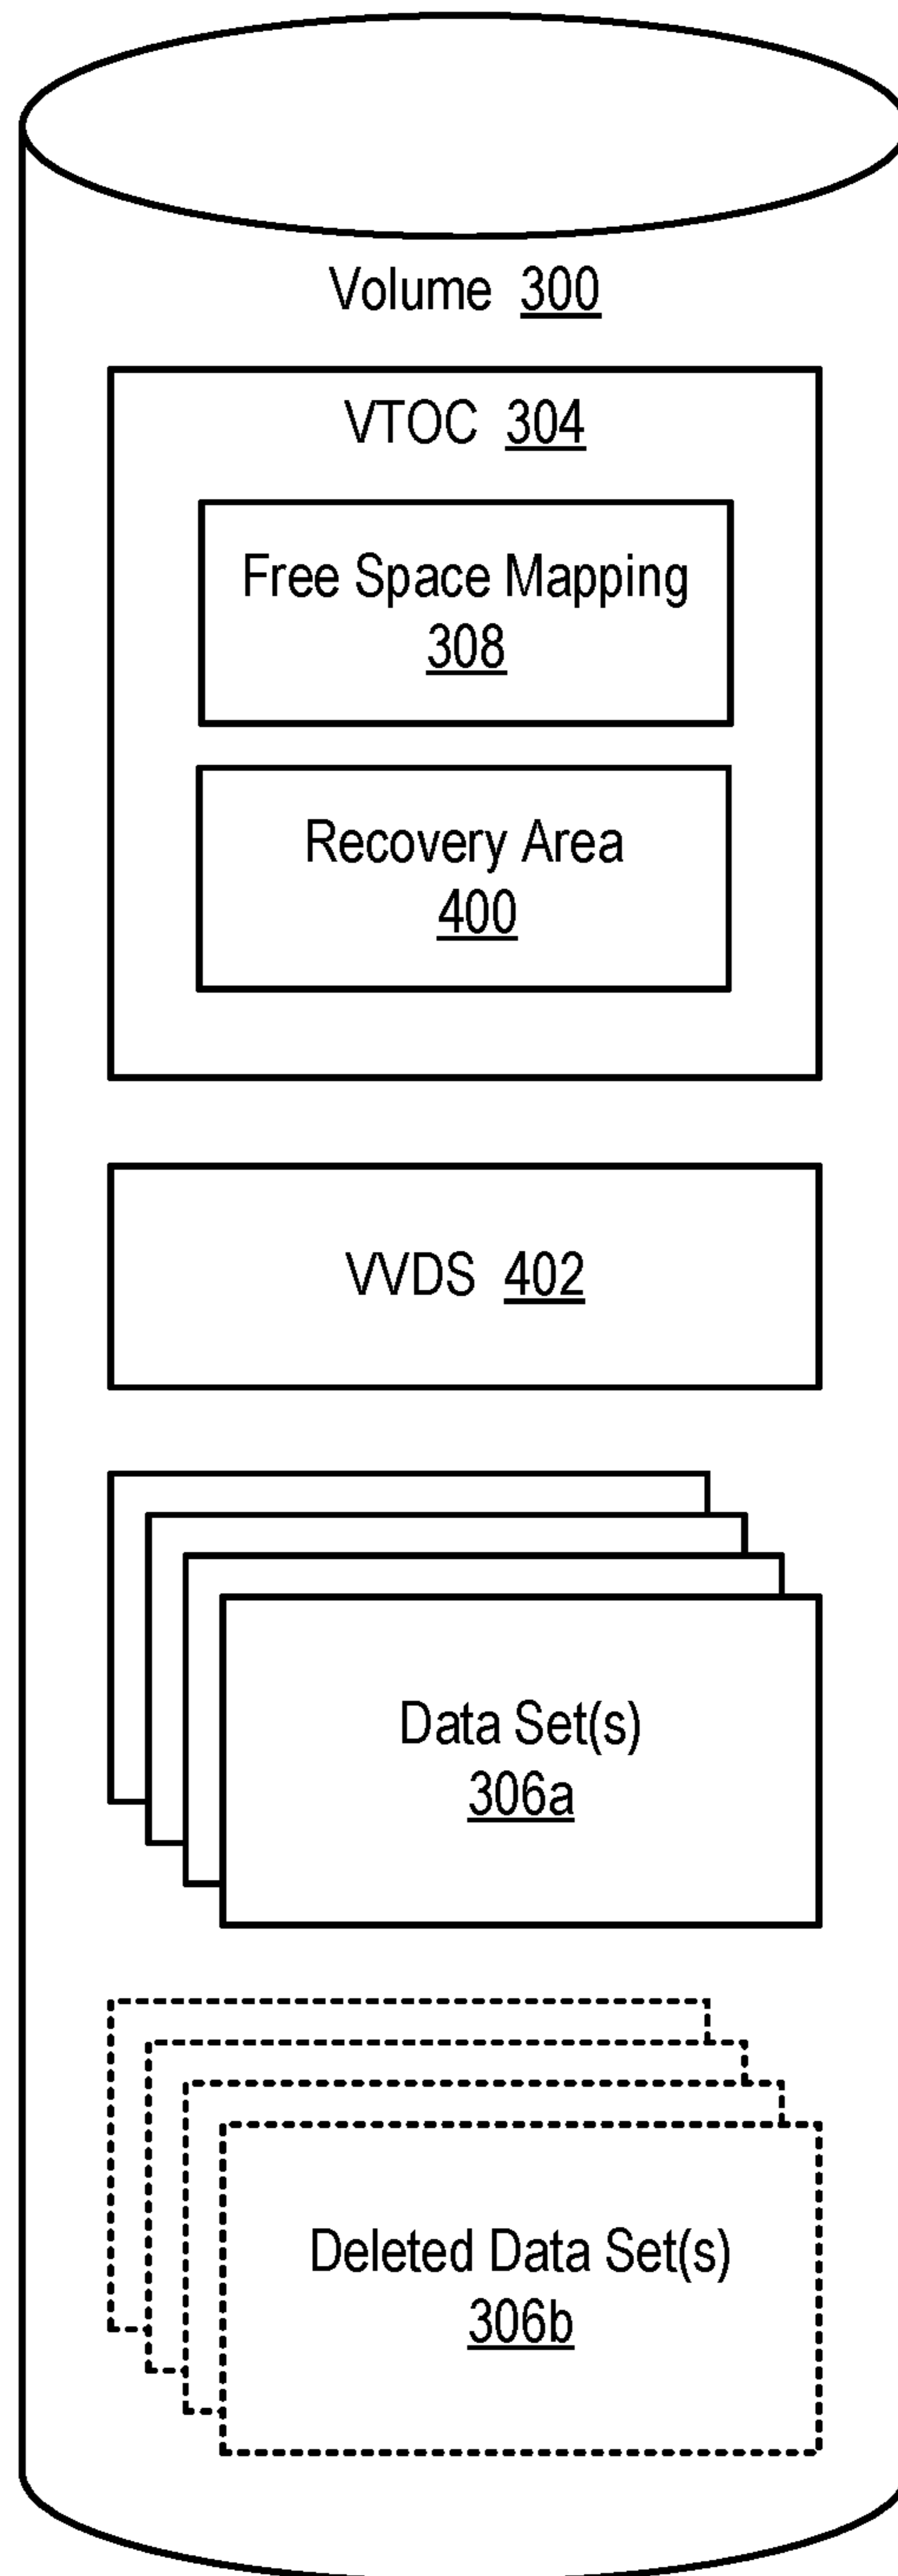 Volume 300
VTOC 304
Free Space Mapping
308
Recovery Area
400
VVDS 402
Data Set(s)
306a
Deleted Data Set(s)
306b